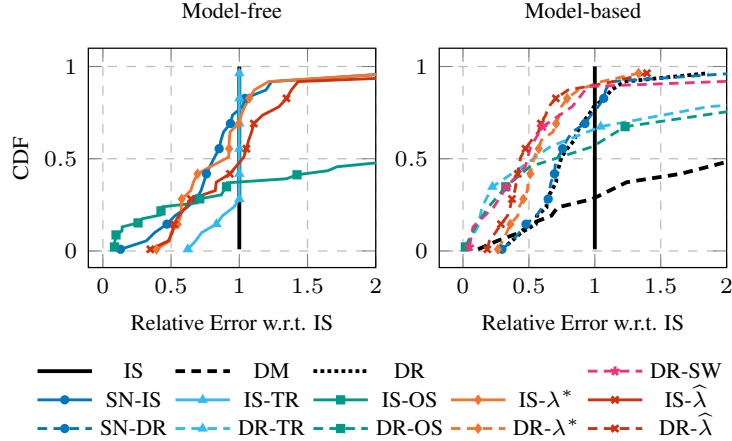 Model-free
Model-based
CDF
1
0.5
0
0 0.5 1 1.5 2
Relative Error w.r.t. IS
1
0.5
0
0 0.5 1 1.5 2
Relative Error w.r.t. IS
IS DM DR DR-SW
SN-IS IS-TR IS-OS IS-λ* IS-λ̂
SN-DR DR-TR DR-OS DR-λ* DR-λ̂